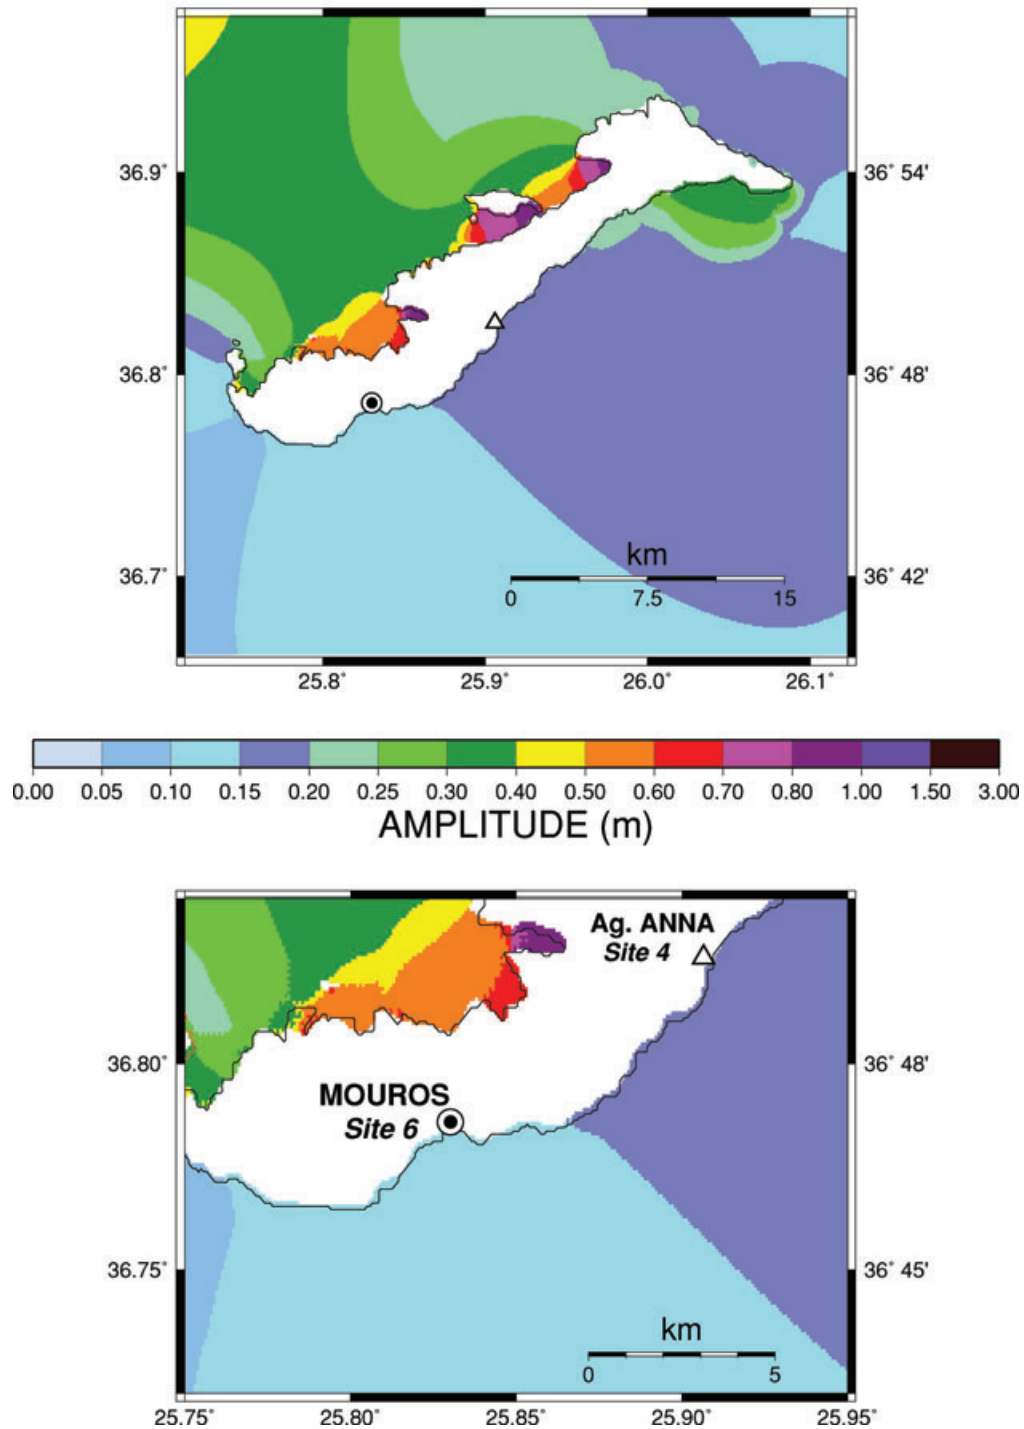 36.9°
36° 54'
36.8°
36° 48'
km
36.7°
36° 42'
0 7.5 15
25.8° 25.9° 26.0° 26.1°
0.00 0.05 0.10 0.15 0.20 0.25 0.30 0.40 0.50 0.60 0.70 0.80 1.00 1.50 3.00
AMPLITUDE (m)
Ag. ANNA
Site 4
36.80°
36° 48'
MOUROS
Site 6
36.75°
36° 45'
km
0 5
25.75° 25.80° 25.85° 25.90° 25.95°